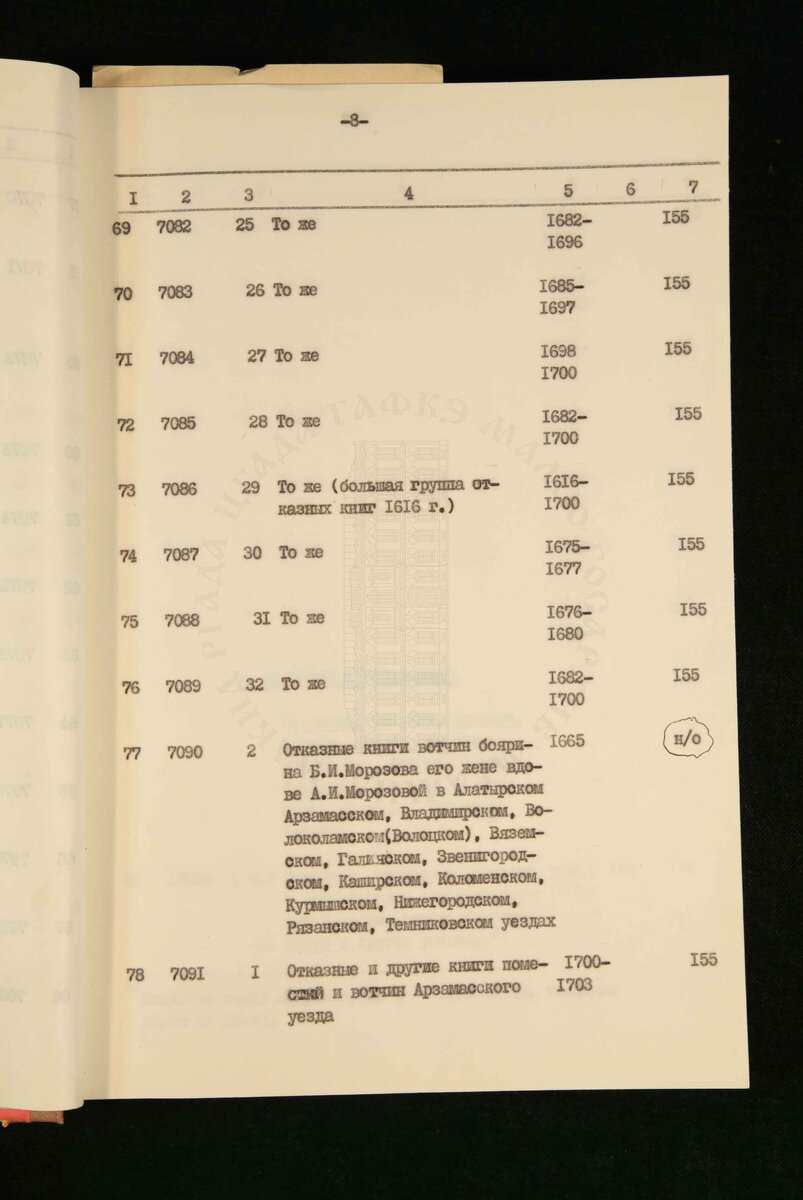 -8-
I 2 3 4 5 6 7
69 7082 25 То же I682- I55
I696
70 7083 26 То же I685- I55
I697
7I 7084 27 То же I698 I55
I700
72 7085 28 То же I682- I55
I700
73 7086 29 То же (большая группа от- I616- I55
казных книг I6I6 г.) I700
74 7087 30 То же I675- I55
I677
75 7088 3I То же I676- I55
I680
76 7089 32 То же I682- I55
I700
77 7090 2 Отказные книги вотчин бояри- I665 н/о
на Б.И.Морозова его жене вдо-
ве А.И.Морозовой в Алатырском
Арзамасском, Владимирском, Во-
локоламском(Волоцком), Вязем-
ском, Галичском, Звенигород-
ском, Каширском, Коломенском,
Курмышском, Нижегородском,
Рязанском, Темниковском уездах
78 709I I Отказные и другие книги поме- I700- I55
стий и вотчин Арзамасского I703
уезда